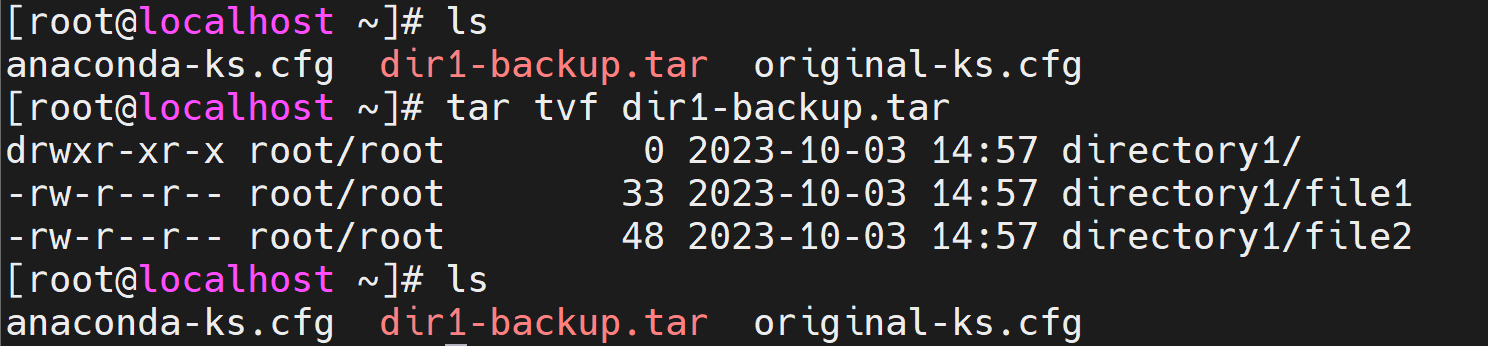 [root@localhost ~]# ls
anaconda-ks.cfg  dir1-backup.tar  original-ks.cfg
[root@localhost ~]# tar tvf dir1-backup.tar
drwxr-xr-x root/root         0 2023-10-03 14:57 directory1/
-rw-r--r-- root/root        33 2023-10-03 14:57 directory1/file1
-rw-r--r-- root/root        48 2023-10-03 14:57 directory1/file2
[root@localhost ~]# ls
anaconda-ks.cfg  dir1-backup.tar  original-ks.cfg